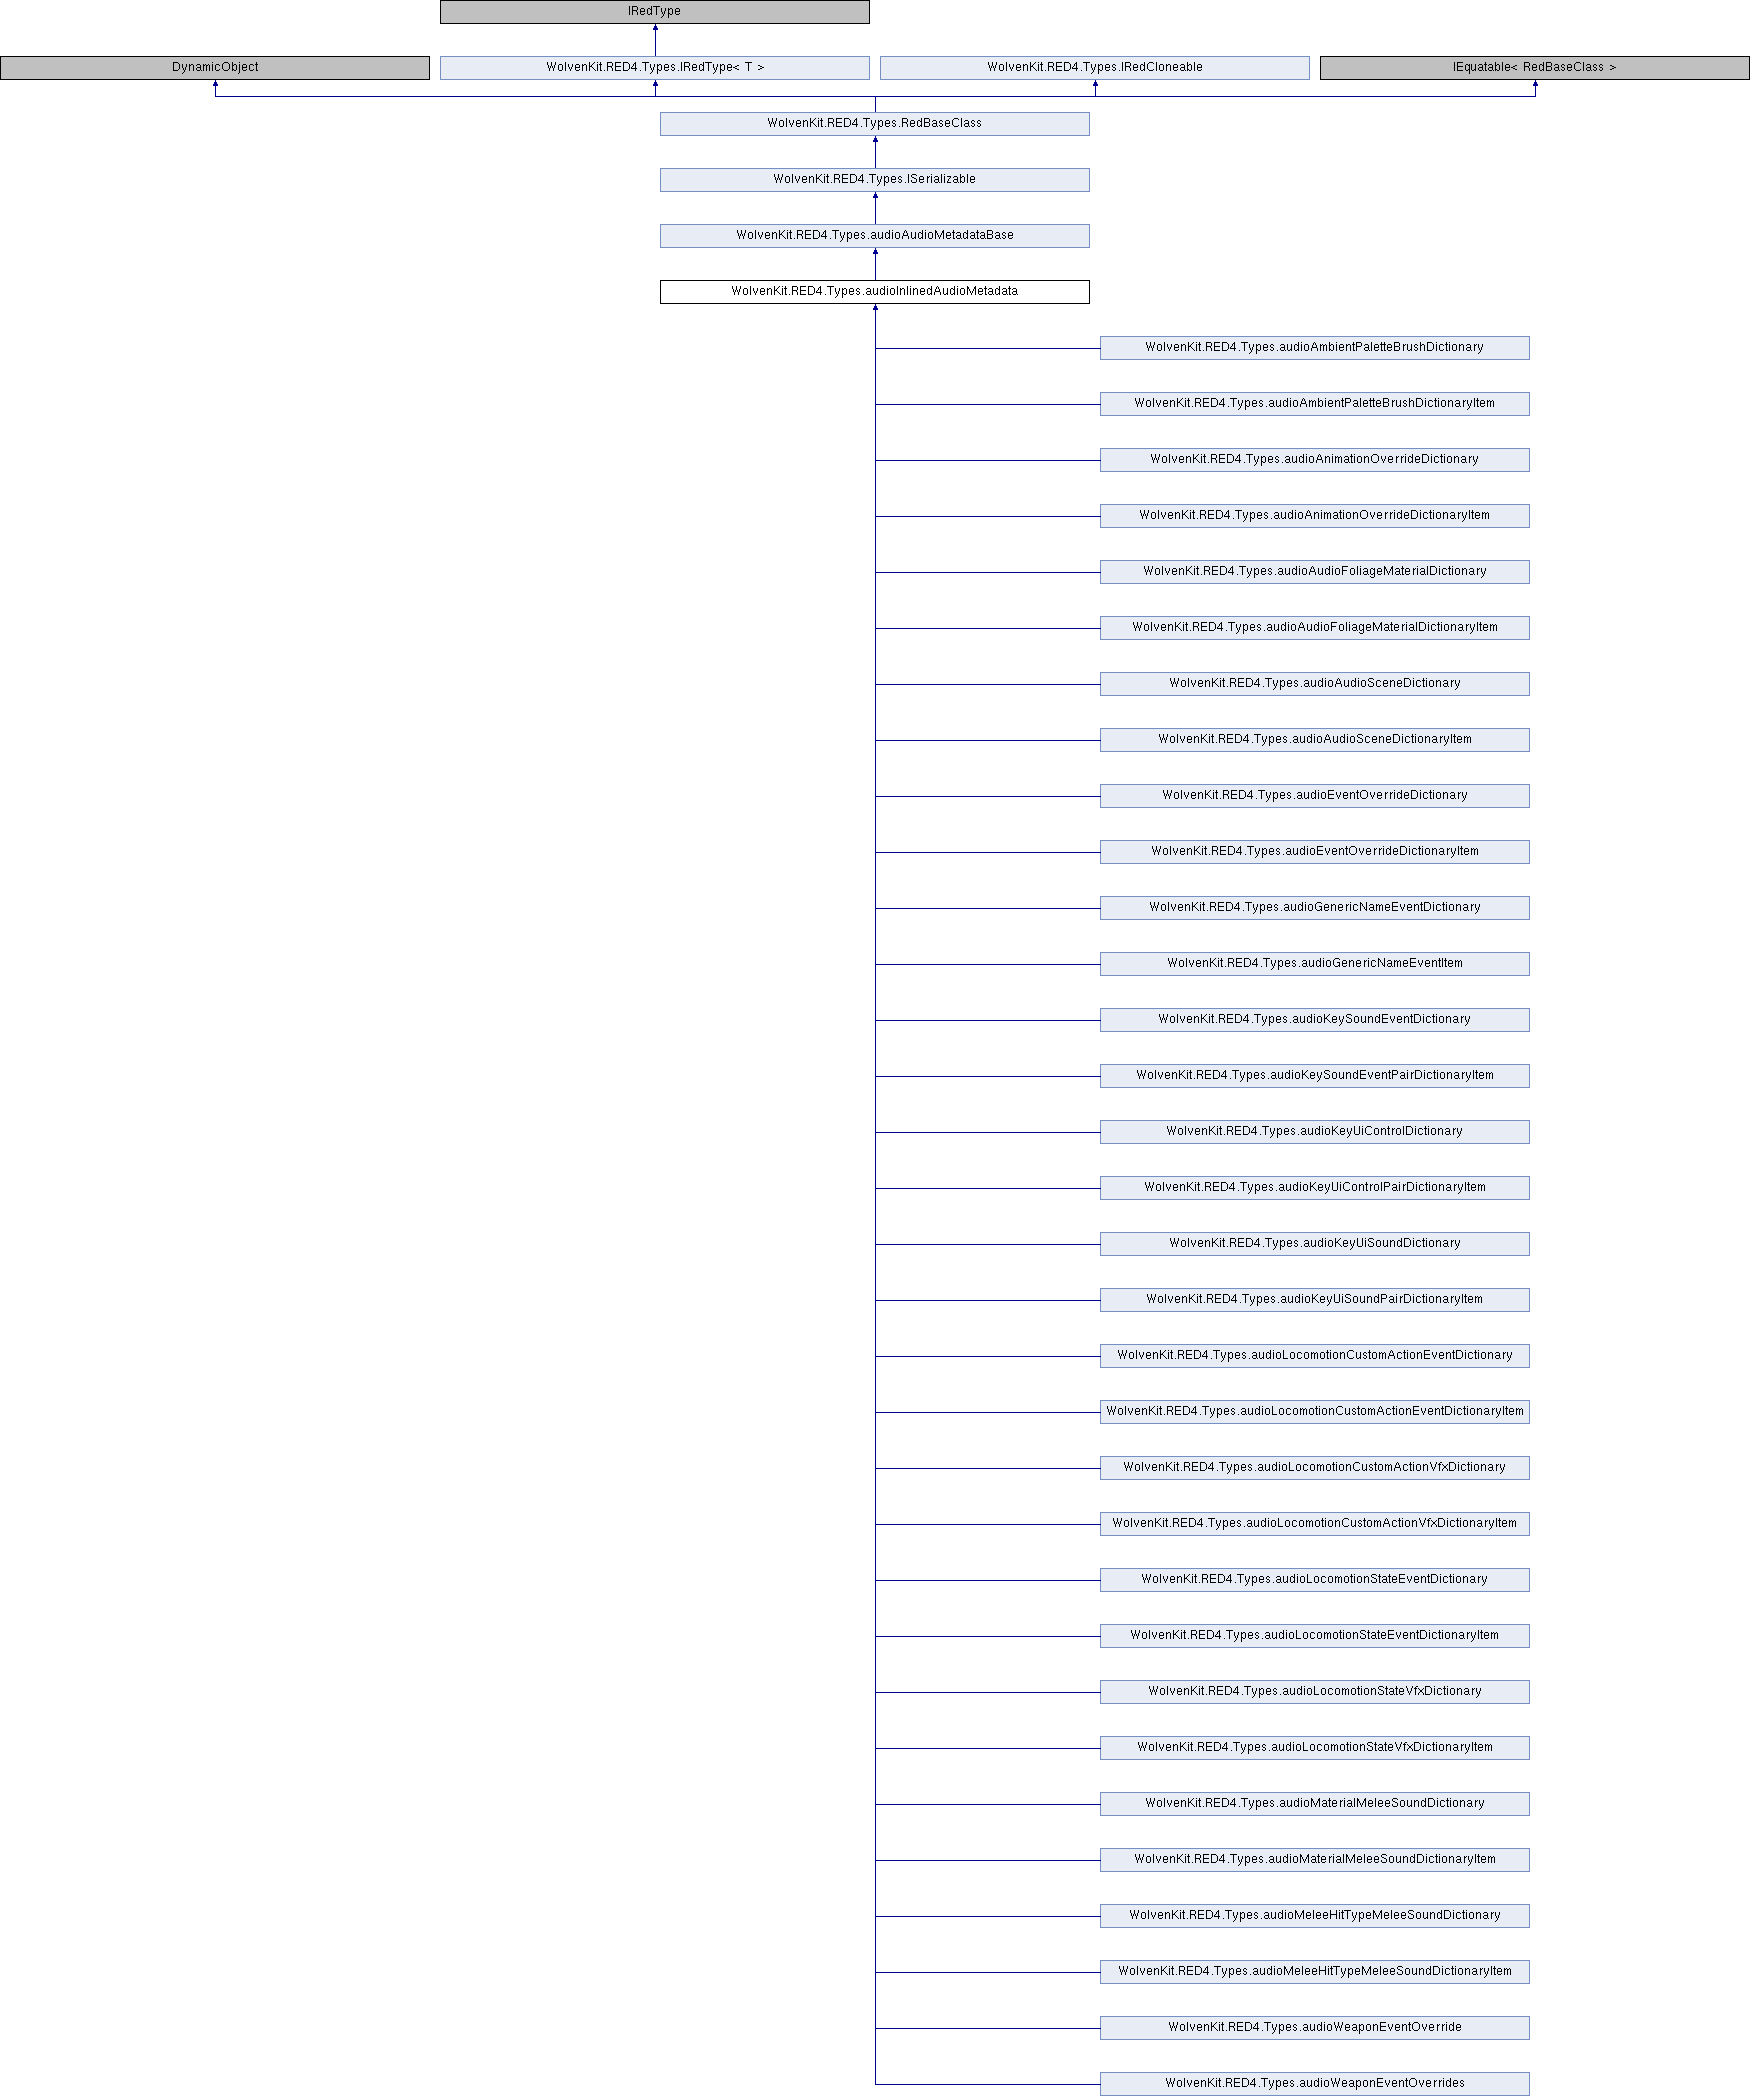 IRedType
DynamicObject
WolvenKit.RED4.Types.IRedType< T >
WolvenKit.RED4.Types.IRedCloneable
IEquatable< RedBaseClass >
WolvenKit.RED4.Types.RedBaseClass
WolvenKit.RED4.Types.ISerializable
WolvenKit.RED4.Types.audioAudioMetadataBase
WolvenKit.RED4.Types.audioInlinedAudioMetadata
WolvenKit.RED4.Types.audioAmbientPaletteBrushDictionary
WolvenKit.RED4.Types.audioAmbientPaletteBrushDictionaryItem
WolvenKit.RED4.Types.audioAnimationOverrideDictionary
WolvenKit.RED4.Types.audioAnimationOverrideDictionaryItem
WolvenKit.RED4.Types.audioAudioFoliageMaterialDictionary
WolvenKit.RED4.Types.audioAudioFoliageMaterialDictionaryItem
WolvenKit.RED4.Types.audioAudioSceneDictionary
WolvenKit.RED4.Types.audioAudioSceneDictionaryItem
WolvenKit.RED4.Types.audioEventOverrideDictionary
WolvenKit.RED4.Types.audioEventOverrideDictionaryItem
WolvenKit.RED4.Types.audioGenericNameEventDictionary
WolvenKit.RED4.Types.audioGenericNameEventItem
WolvenKit.RED4.Types.audioKeySoundEventDictionary
WolvenKit.RED4.Types.audioKeySoundEventPairDictionaryItem
WolvenKit.RED4.Types.audioKeyUiControlDictionary
WolvenKit.RED4.Types.audioKeyUiControlPairDictionaryItem
WolvenKit.RED4.Types.audioKeyUiSoundDictionary
WolvenKit.RED4.Types.audioKeyUiSoundPairDictionaryItem
WolvenKit.RED4.Types.audioLocomotionCustomActionEventDictionary
WolvenKit.RED4.Types.audioLocomotionCustomActionEventDictionaryItem
WolvenKit.RED4.Types.audioLocomotionCustomActionVfxDictionary
WolvenKit.RED4.Types.audioLocomotionCustomActionVfxDictionaryItem
WolvenKit.RED4.Types.audioLocomotionStateEventDictionary
WolvenKit.RED4.Types.audioLocomotionStateEventDictionaryItem
WolvenKit.RED4.Types.audioLocomotionStateVfxDictionary
WolvenKit.RED4.Types.audioLocomotionStateVfxDictionaryItem
WolvenKit.RED4.Types.audioMaterialMeleeSoundDictionary
WolvenKit.RED4.Types.audioMaterialMeleeSoundDictionaryItem
WolvenKit.RED4.Types.audioMeleeHitTypeMeleeSoundDictionary
WolvenKit.RED4.Types.audioMeleeHitTypeMeleeSoundDictionaryItem
WolvenKit.RED4.Types.audioWeaponEventOverride
WolvenKit.RED4.Types.audioWeaponEventOverrides